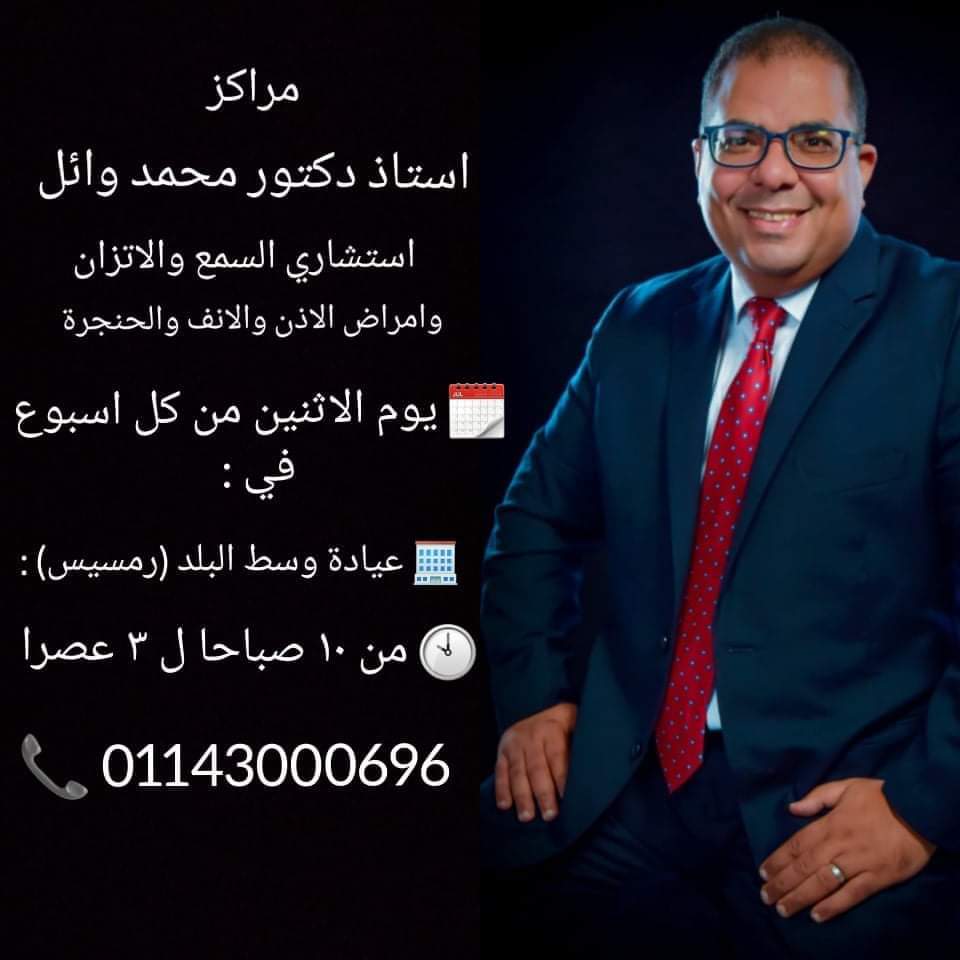 مراكز
استاذ دكتور محمد وائل
استشاري السمع والاتزان
وامراض الاذن والانف والحنجرة
يوم الاثنين من كل اسبوع
في :
عيادة وسط البلد (رمسيس) :
من ١٠ صباحا ل ٣ عصرا
01143000696